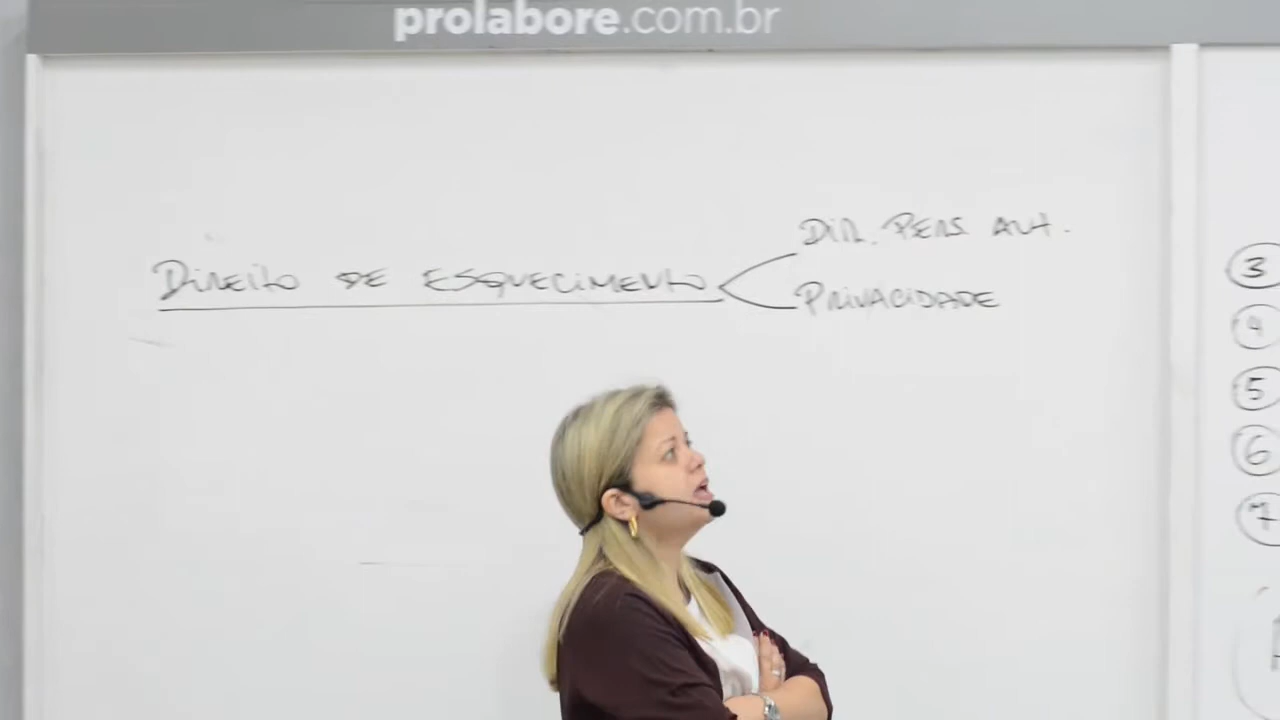 prolabore.com.br
DIREITO DE ESQUECIMENTO
DIR. PERS. AUT.
PRIVACIDADE
3
4
5
6
7